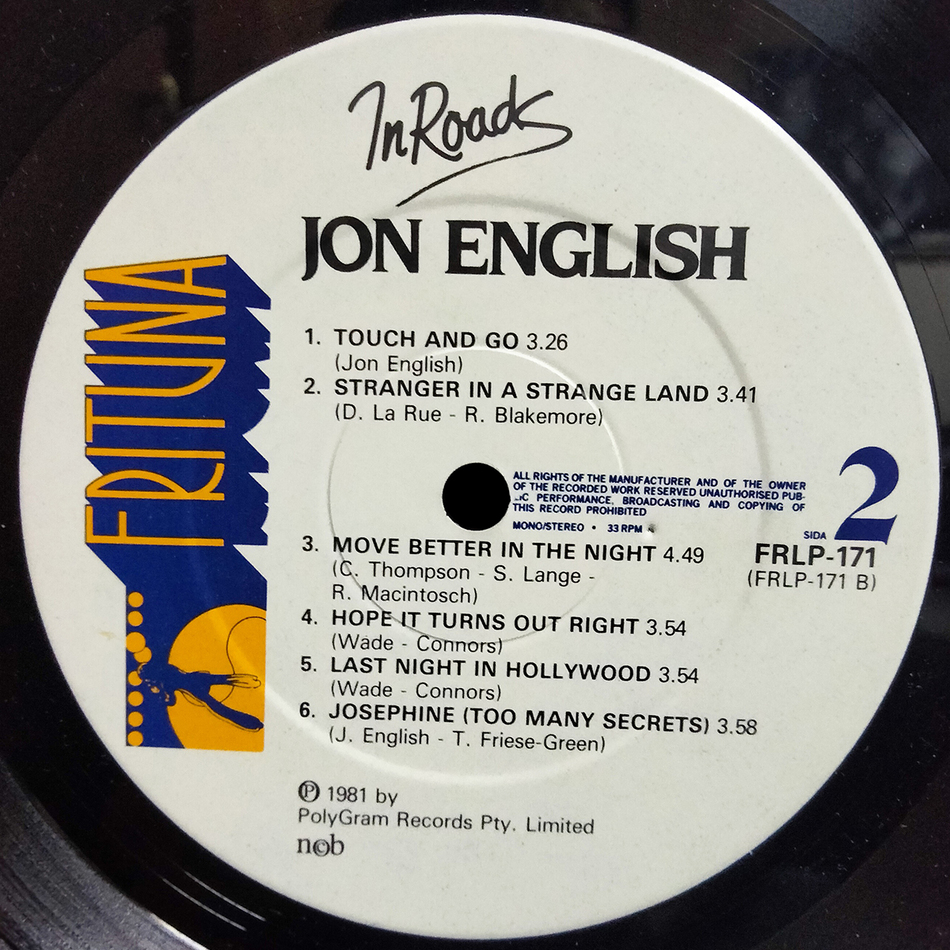 InRoads
JON ENGLISH
FRITUNA
1. TOUCH AND GO 3.26
(Jon English)
2. STRANGER IN A STRANGE LAND 3.41
(D. La Rue - R. Blakemore)
ALL RIGHTS OF THE MANUFACTURER AND OF THE OWNER
OF THE RECORDED WORK RESERVED UNAUTHORISED PUB-
IC PERFORMANCE, BROADCASTING AND COPYING OF
THIS RECORD PROHIBITED
MONO/STEREO • 33 RPM
SIDA 2
3. MOVE BETTER IN THE NIGHT 4.49
(C. Thompson - S. Lange -
R. Macintosch)
FRLP-171
(FRLP-171 B)
4. HOPE IT TURNS OUT RIGHT 3.54
(Wade - Connors)
5. LAST NIGHT IN HOLLYWOOD 3.54
(Wade - Connors)
6. JOSEPHINE (TOO MANY SECRETS) 3.58
(J. English - T. Friese-Green)
℗ 1981 by
PolyGram Records Pty. Limited
n©b